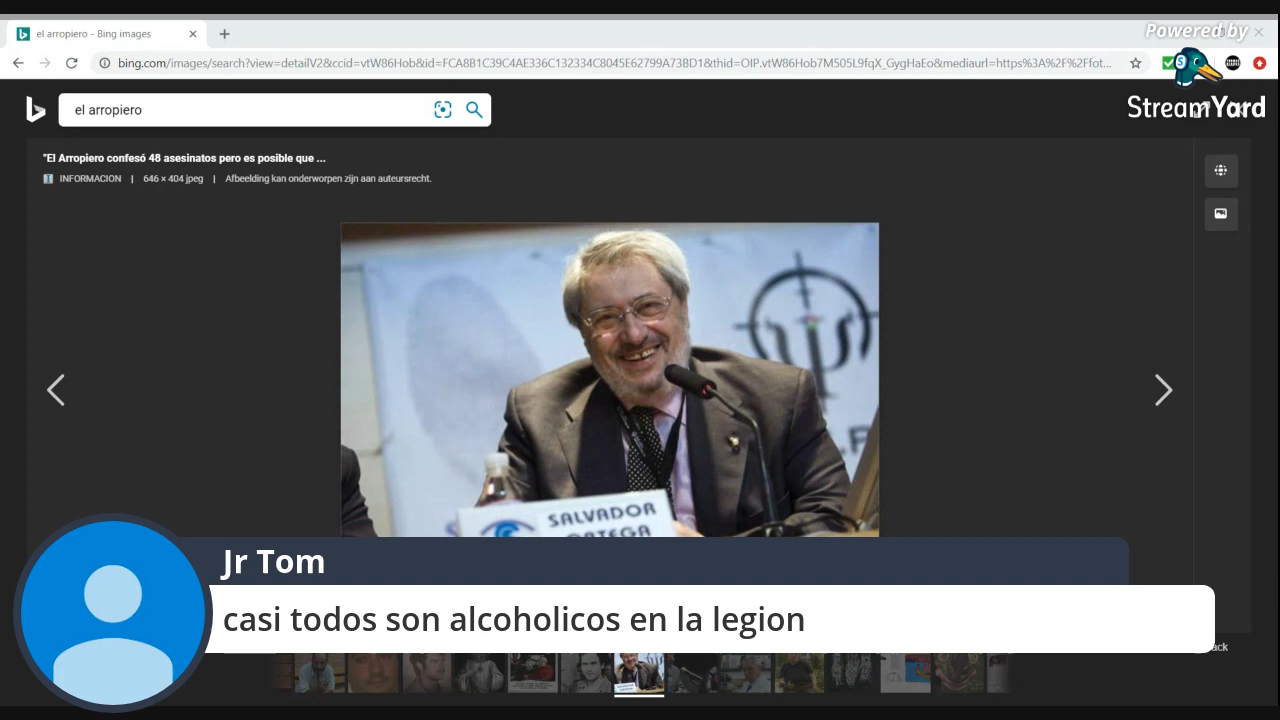 el arropiero - Bing images
Powered by
bing.com/images/search?view=detailV2&ccid=vtW86Hob&id=FCAEB1C39C4AE336C132334C8045E62799A73BD1&thid=OIP.vtW86Hob7M505L9fqX_GygHaEo&mediaurl=https%3A%2F%2Ffot...
StreamYard
el arropiero
"El Arropiero confesó 48 asesinatos pero es posible que ...
INFORMACION | 646 × 404 jpeg | Afbeelding kan onderworpen zijn aan auteursrecht.
SALVADOR
ORTEGA
Jr Tom
casi todos son alcoholicos en la legion